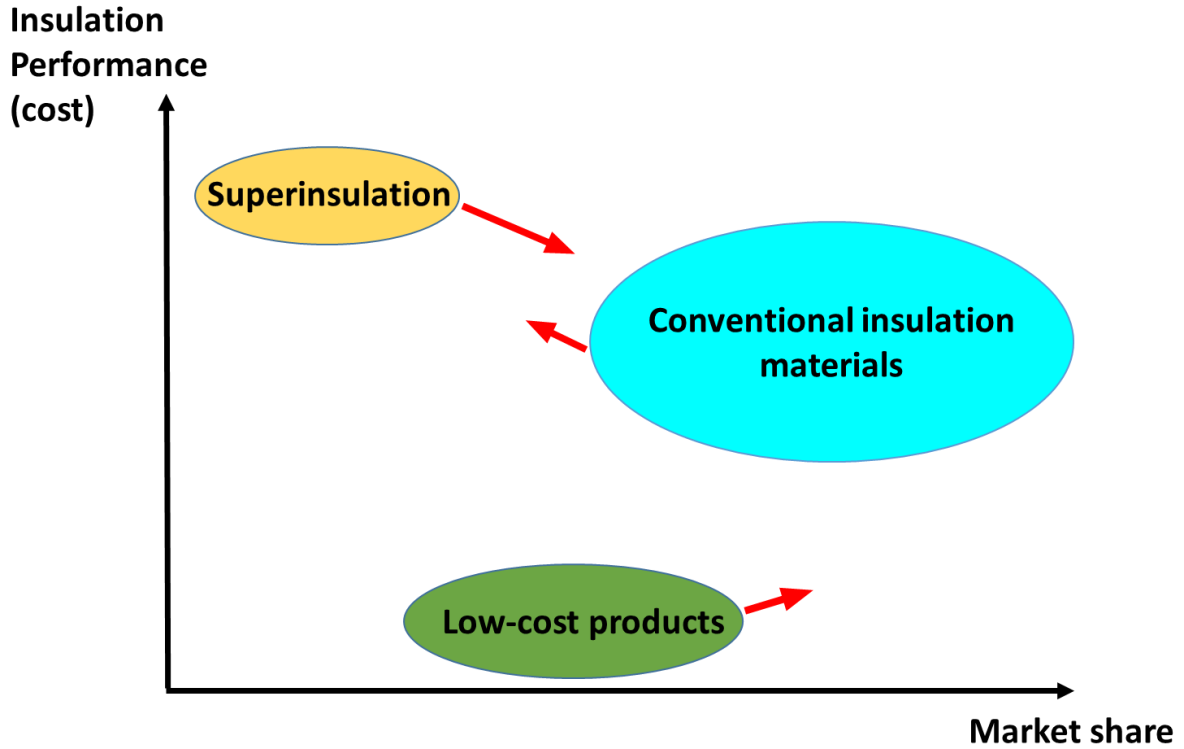 Insulation
Performance
(cost)
Superinsulation
Conventional insulation
materials
Low-cost products
Market share